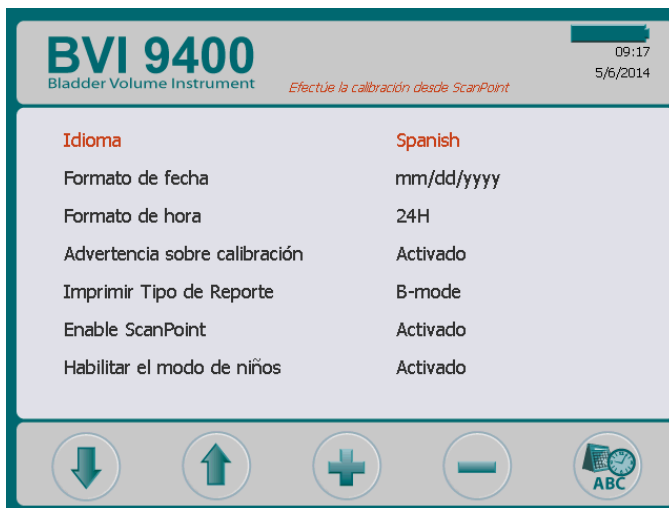 BVI 9400
Bladder Volume Instrument
Efectúe la calibración desde ScanPoint
09:17
5/6/2014
Idioma Spanish
Formato de fecha mm/dd/yyyy
Formato de hora 24H
Advertencia sobre calibración Activado
Imprimir Tipo de Reporte B-mode
Enable ScanPoint Activado
Habilitar el modo de niños Activado
ABC